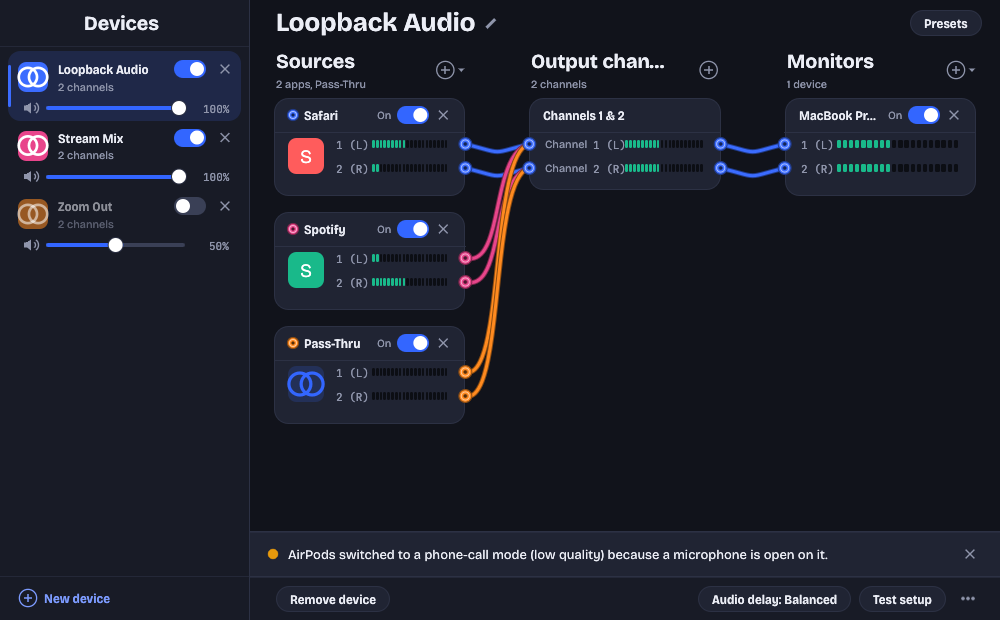 Devices
Loopback Audio
2 channels
100%
Stream Mix
2 channels
100%
Zoom Out
2 channels
50%
New device
Loopback Audio
Presets
Sources
2 apps, Pass-Thru
Output chan...
2 channels
Monitors
1 device
Safari On
S
1 (L)
2 (R)
Spotify On
S
1 (L)
2 (R)
Pass-Thru On
1 (L)
2 (R)
Channels 1 & 2
Channel 1 (L)
Channel 2 (R)
MacBook Pr... On
1 (L)
2 (R)
AirPods switched to a phone-call mode (low quality) because a microphone is open on it.
Remove device
Audio delay: Balanced
Test setup